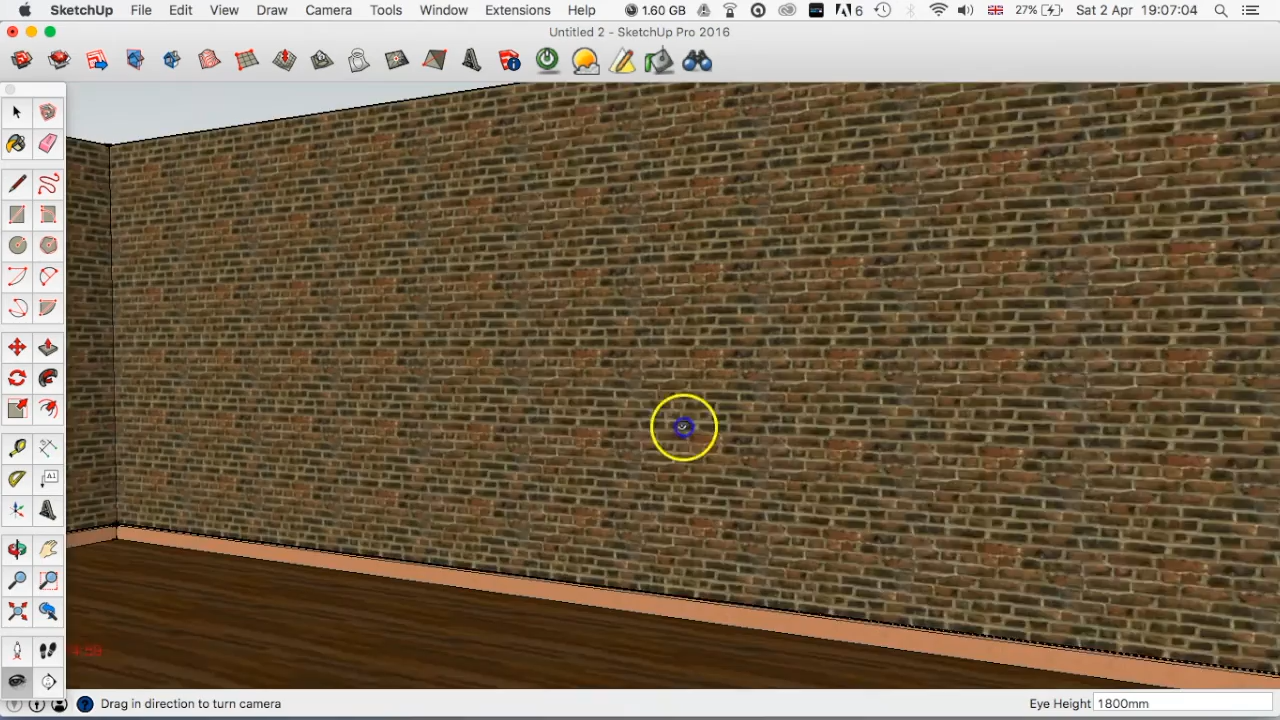 SketchUp File Edit View Draw Camera Tools Window Extensions Help 1.60 GB 6 27% Sat 2 Apr 19:07:04
Untitled 2 - SketchUp Pro 2016
A1
Drag in direction to turn camera Eye Height 1800mm